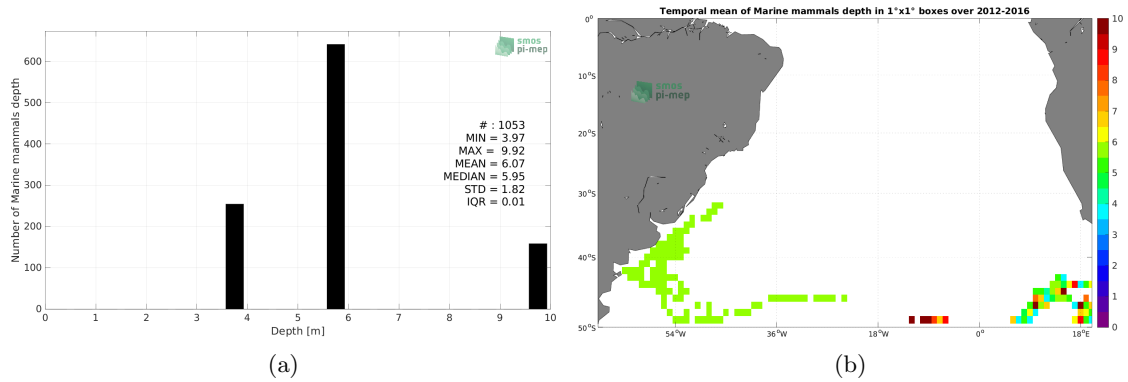 smos
pi-mep
Number of Marine mammals depth
600
500
400
300
200
100
0
# : 1053
MIN = 3.97
MAX = 9.92
MEAN = 6.07
MEDIAN = 5.95
STD = 1.82
IQR = 0.01
0 1 2 3 4 5 6 7 8 9 10
Depth [m]
(a)
Temporal mean of Marine mammals depth in 1°x1° boxes over 2012-2016
smos
pi-mep
0°
10°S
20°S
30°S
40°S
50°S
54°W 36°W 18°W 0° 18°E
10
9
8
7
6
5
4
3
2
1
0
(b)